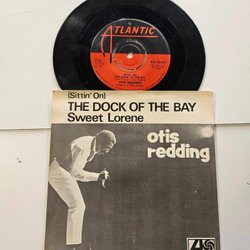 ATLANTIC
(Sittin' On)
THE DOCK OF THE BAY
Sweet Lorene
otis
redding